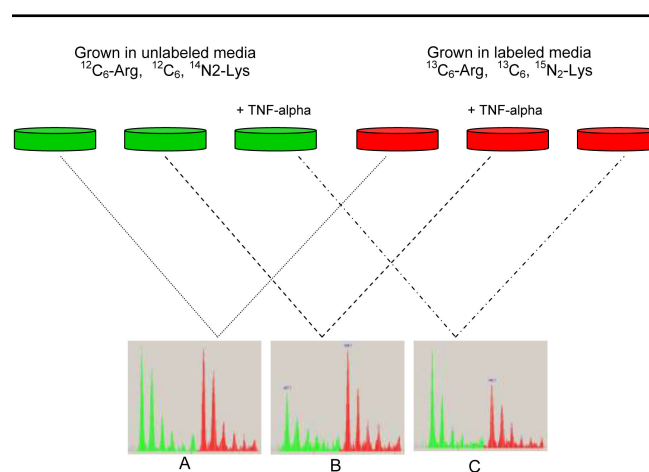 Grown in unlabeled media
¹²C₆-Arg, ¹²C₆, ¹⁴N2-Lys
Grown in labeled media
¹³C₆-Arg, ¹³C₆, ¹⁵N₂-Lys
+ TNF-alpha
+ TNF-alpha
A
B
C